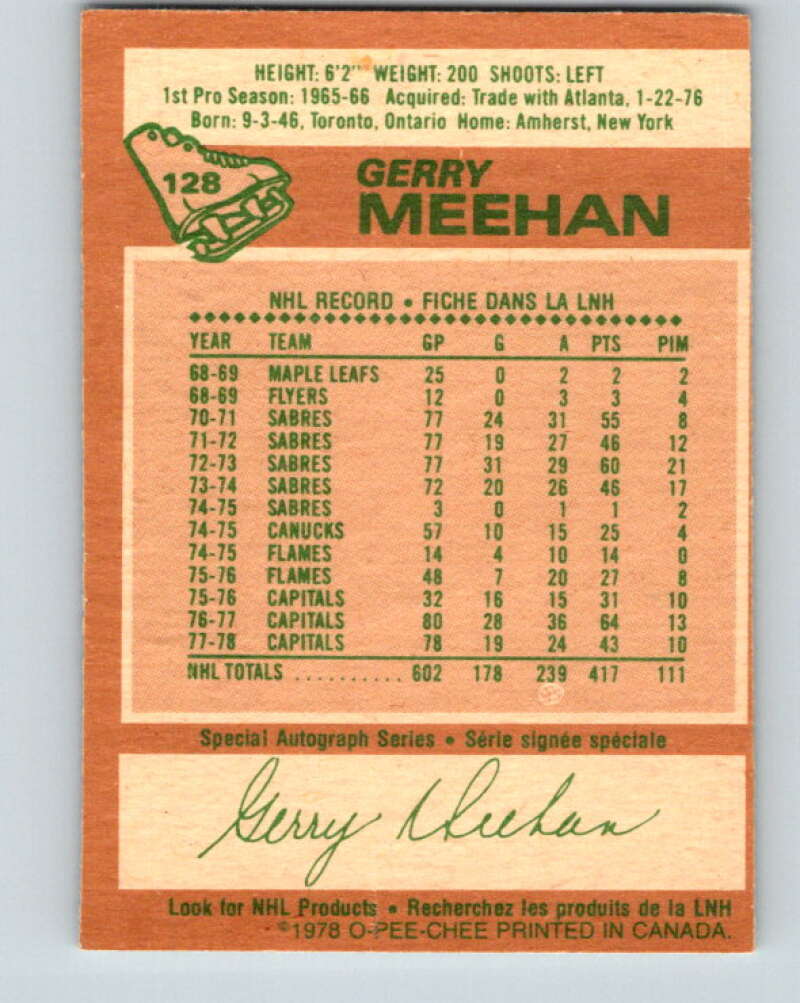 HEIGHT: 6'2" WEIGHT: 200 SHOOTS: LEFT
1st Pro Season: 1965-66 Acquired: Trade with Atlanta, 1-22-76
Born: 9-3-46, Toronto, Ontario Home: Amherst, New York
128
GERRY
MEEHAN
NHL RECORD • FICHE DANS LA LNH
YEAR TEAM GP G A PTS PIM
68-69 MAPLE LEAFS 25 0 2 2 2
68-69 FLYERS 12 0 3 3 4
70-71 SABRES 77 24 31 55 8
71-72 SABRES 77 19 27 46 12
72-73 SABRES 77 31 29 60 21
73-74 SABRES 72 20 26 46 17
74-75 SABRES 3 0 1 1 2
74-75 CANUCKS 57 10 15 25 4
74-75 FLAMES 14 4 10 14 0
75-76 FLAMES 48 7 20 27 8
75-76 CAPITALS 32 16 15 31 10
76-77 CAPITALS 80 28 36 64 13
77-78 CAPITALS 78 19 24 43 10
NHL TOTALS .......... 602 178 239 417 111
Special Autograph Series • Série signée spéciale
Gerry Meehan
Look for NHL Products • Recherchez les produits de la LNH
©1978 O-PEE-CHEE PRINTED IN CANADA.